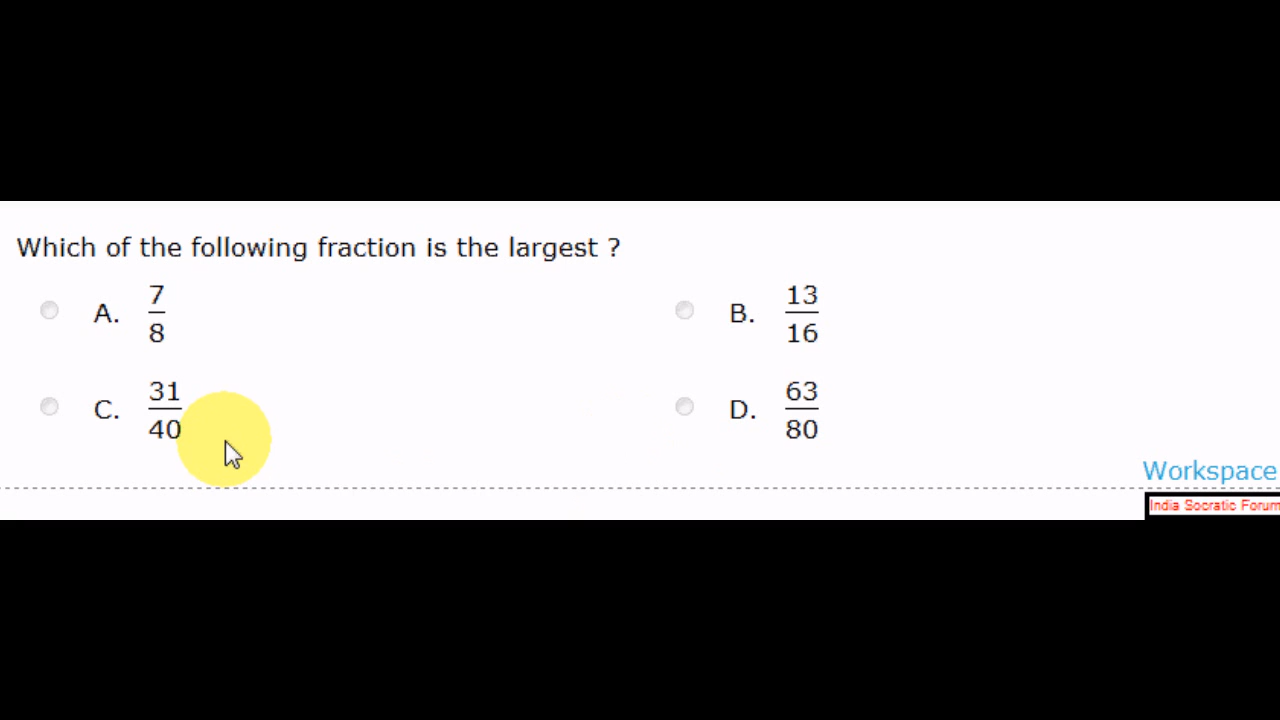 Which of the following fraction is the largest ?
A. 7/8
B. 13/16
C. 31/40
D. 63/80
Workspace
India Socratic Forum